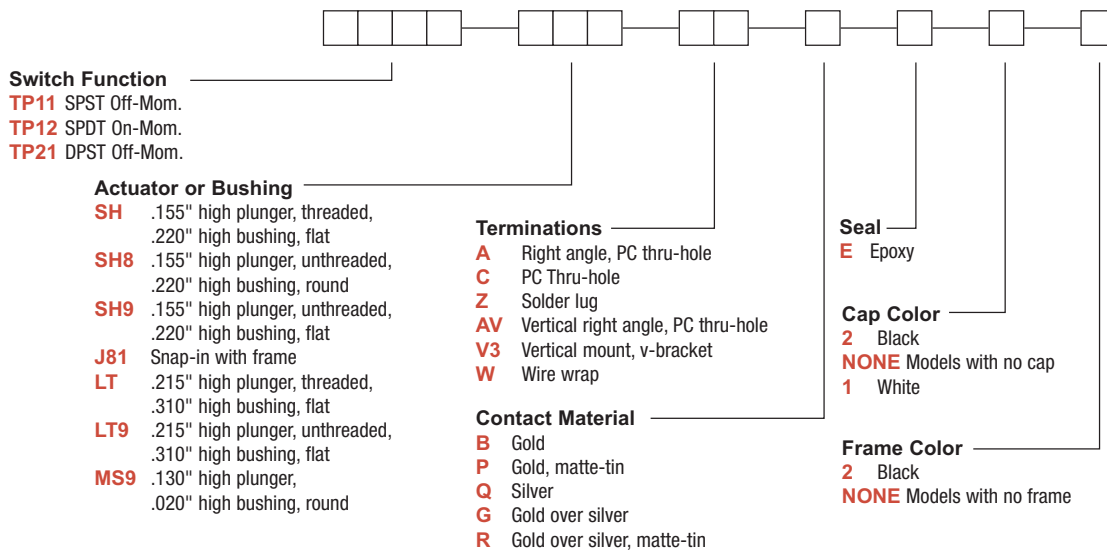 Switch Function
TP11 SPST Off-Mom.
TP12 SPDT On-Mom.
TP21 DPST Off-Mom.
Actuator or Bushing
SH .155" high plunger, threaded,
.220" high bushing, flat
SH8 .155" high plunger, unthreaded,
.220" high bushing, round
SH9 .155" high plunger, unthreaded,
.220" high bushing, flat
J81 Snap-in with frame
LT .215" high plunger, threaded,
.310" high bushing, flat
LT9 .215" high plunger, unthreaded,
.310" high bushing, flat
MS9 .130" high plunger,
.020" high bushing, round
Terminations
A Right angle, PC thru-hole
C PC Thru-hole
Z Solder lug
AV Vertical right angle, PC thru-hole
V3 Vertical mount, v-bracket
W Wire wrap
Contact Material
B Gold
P Gold, matte-tin
Q Silver
G Gold over silver
R Gold over silver, matte-tin
Seal
E Epoxy
Cap Color
2 Black
NONE Models with no cap
1 White
Frame Color
2 Black
NONE Models with no frame